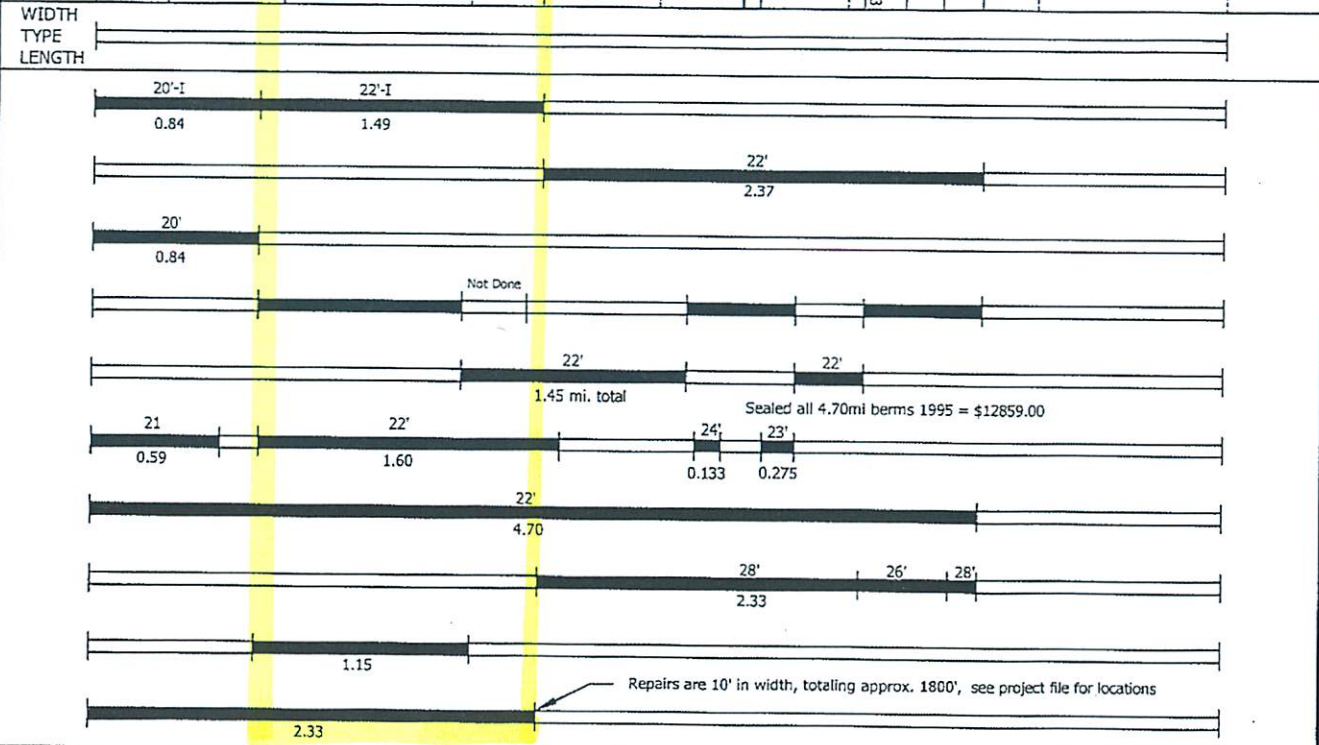 WIDTH
TYPE
LENGTH
20'-I 22'-I
0.84 1.49
22'
2.37
20'
0.84
Not Done
22' 22'
1.45 mi. total
Sealed all 4.70mi berms 1995 = $12859.00
21 22' 24' 23'
0.59 1.60 0.133 0.275
22'
4.70
28' 26' 28'
2.33
1.15
Repairs are 10' in width, totaling approx. 1800', see project file for locations
2.33